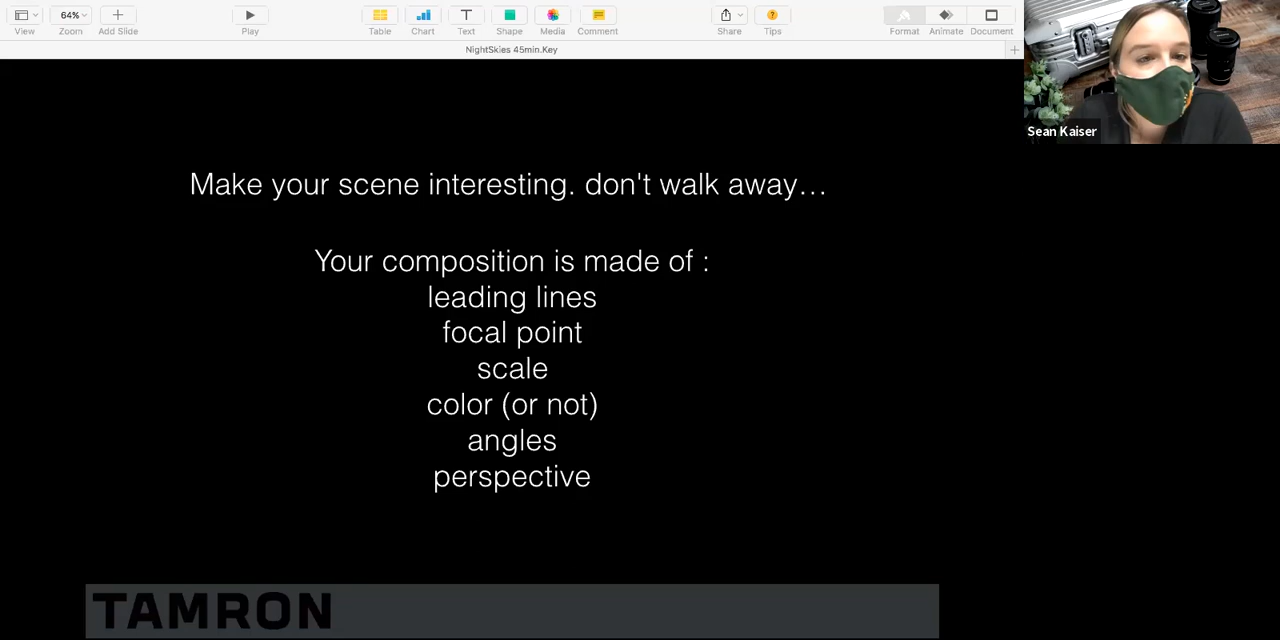 64%
View
Zoom
Add Slide
Play
Table
Chart
Text
Shape
Media
Comment
Share
Tips
Format
Animate
Document
NightSkies 45min.Key
Sean Kaiser
Make your scene interesting. don't walk away…
Your composition is made of :
leading lines
focal point
scale
color (or not)
angles
perspective
TAMRON